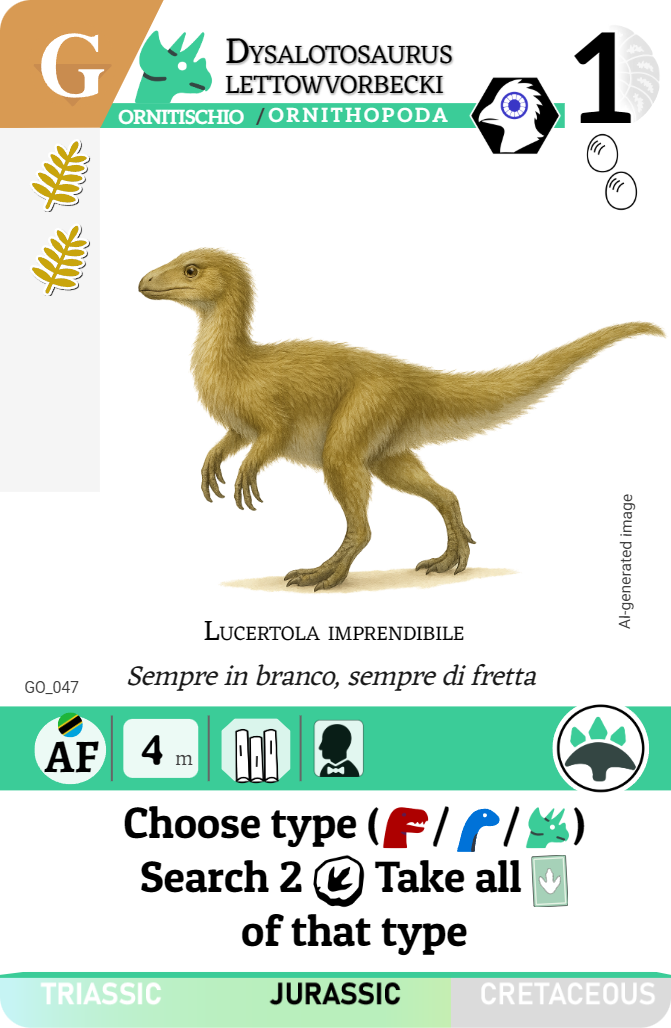 G
DYSALOTOSAURUS
LETTOWVORBECKI
1
ORNITISCHIO / ORNITHOPODA
AI-generated image
LUCERTOLA IMPRENDIBILE
Sempre in branco, sempre di fretta
GO_047
AF
4 m
Choose type ( / / )
Search 2 Take all
of that type
TRIASSIC JURASSIC CRETACEOUS